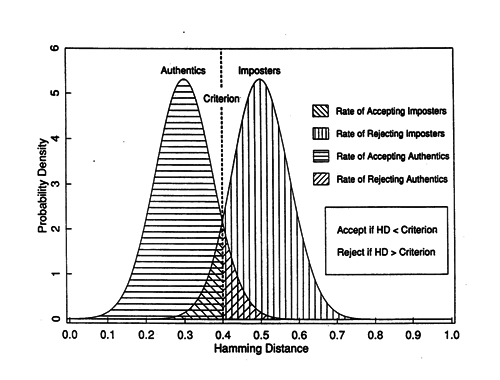 6
5
4
3
2
1
0
Probability Density
Authentics
Imposters
Criterion
Rate of Accepting Imposters
Rate of Rejecting Imposters
Rate of Accepting Authentics
Rate of Rejecting Authentics
Accept if HD < Criterion
Reject if HD > Criterion
0.0 0.1 0.2 0.3 0.4 0.5 0.6 0.7 0.8 0.9 1.0
Hamming Distance